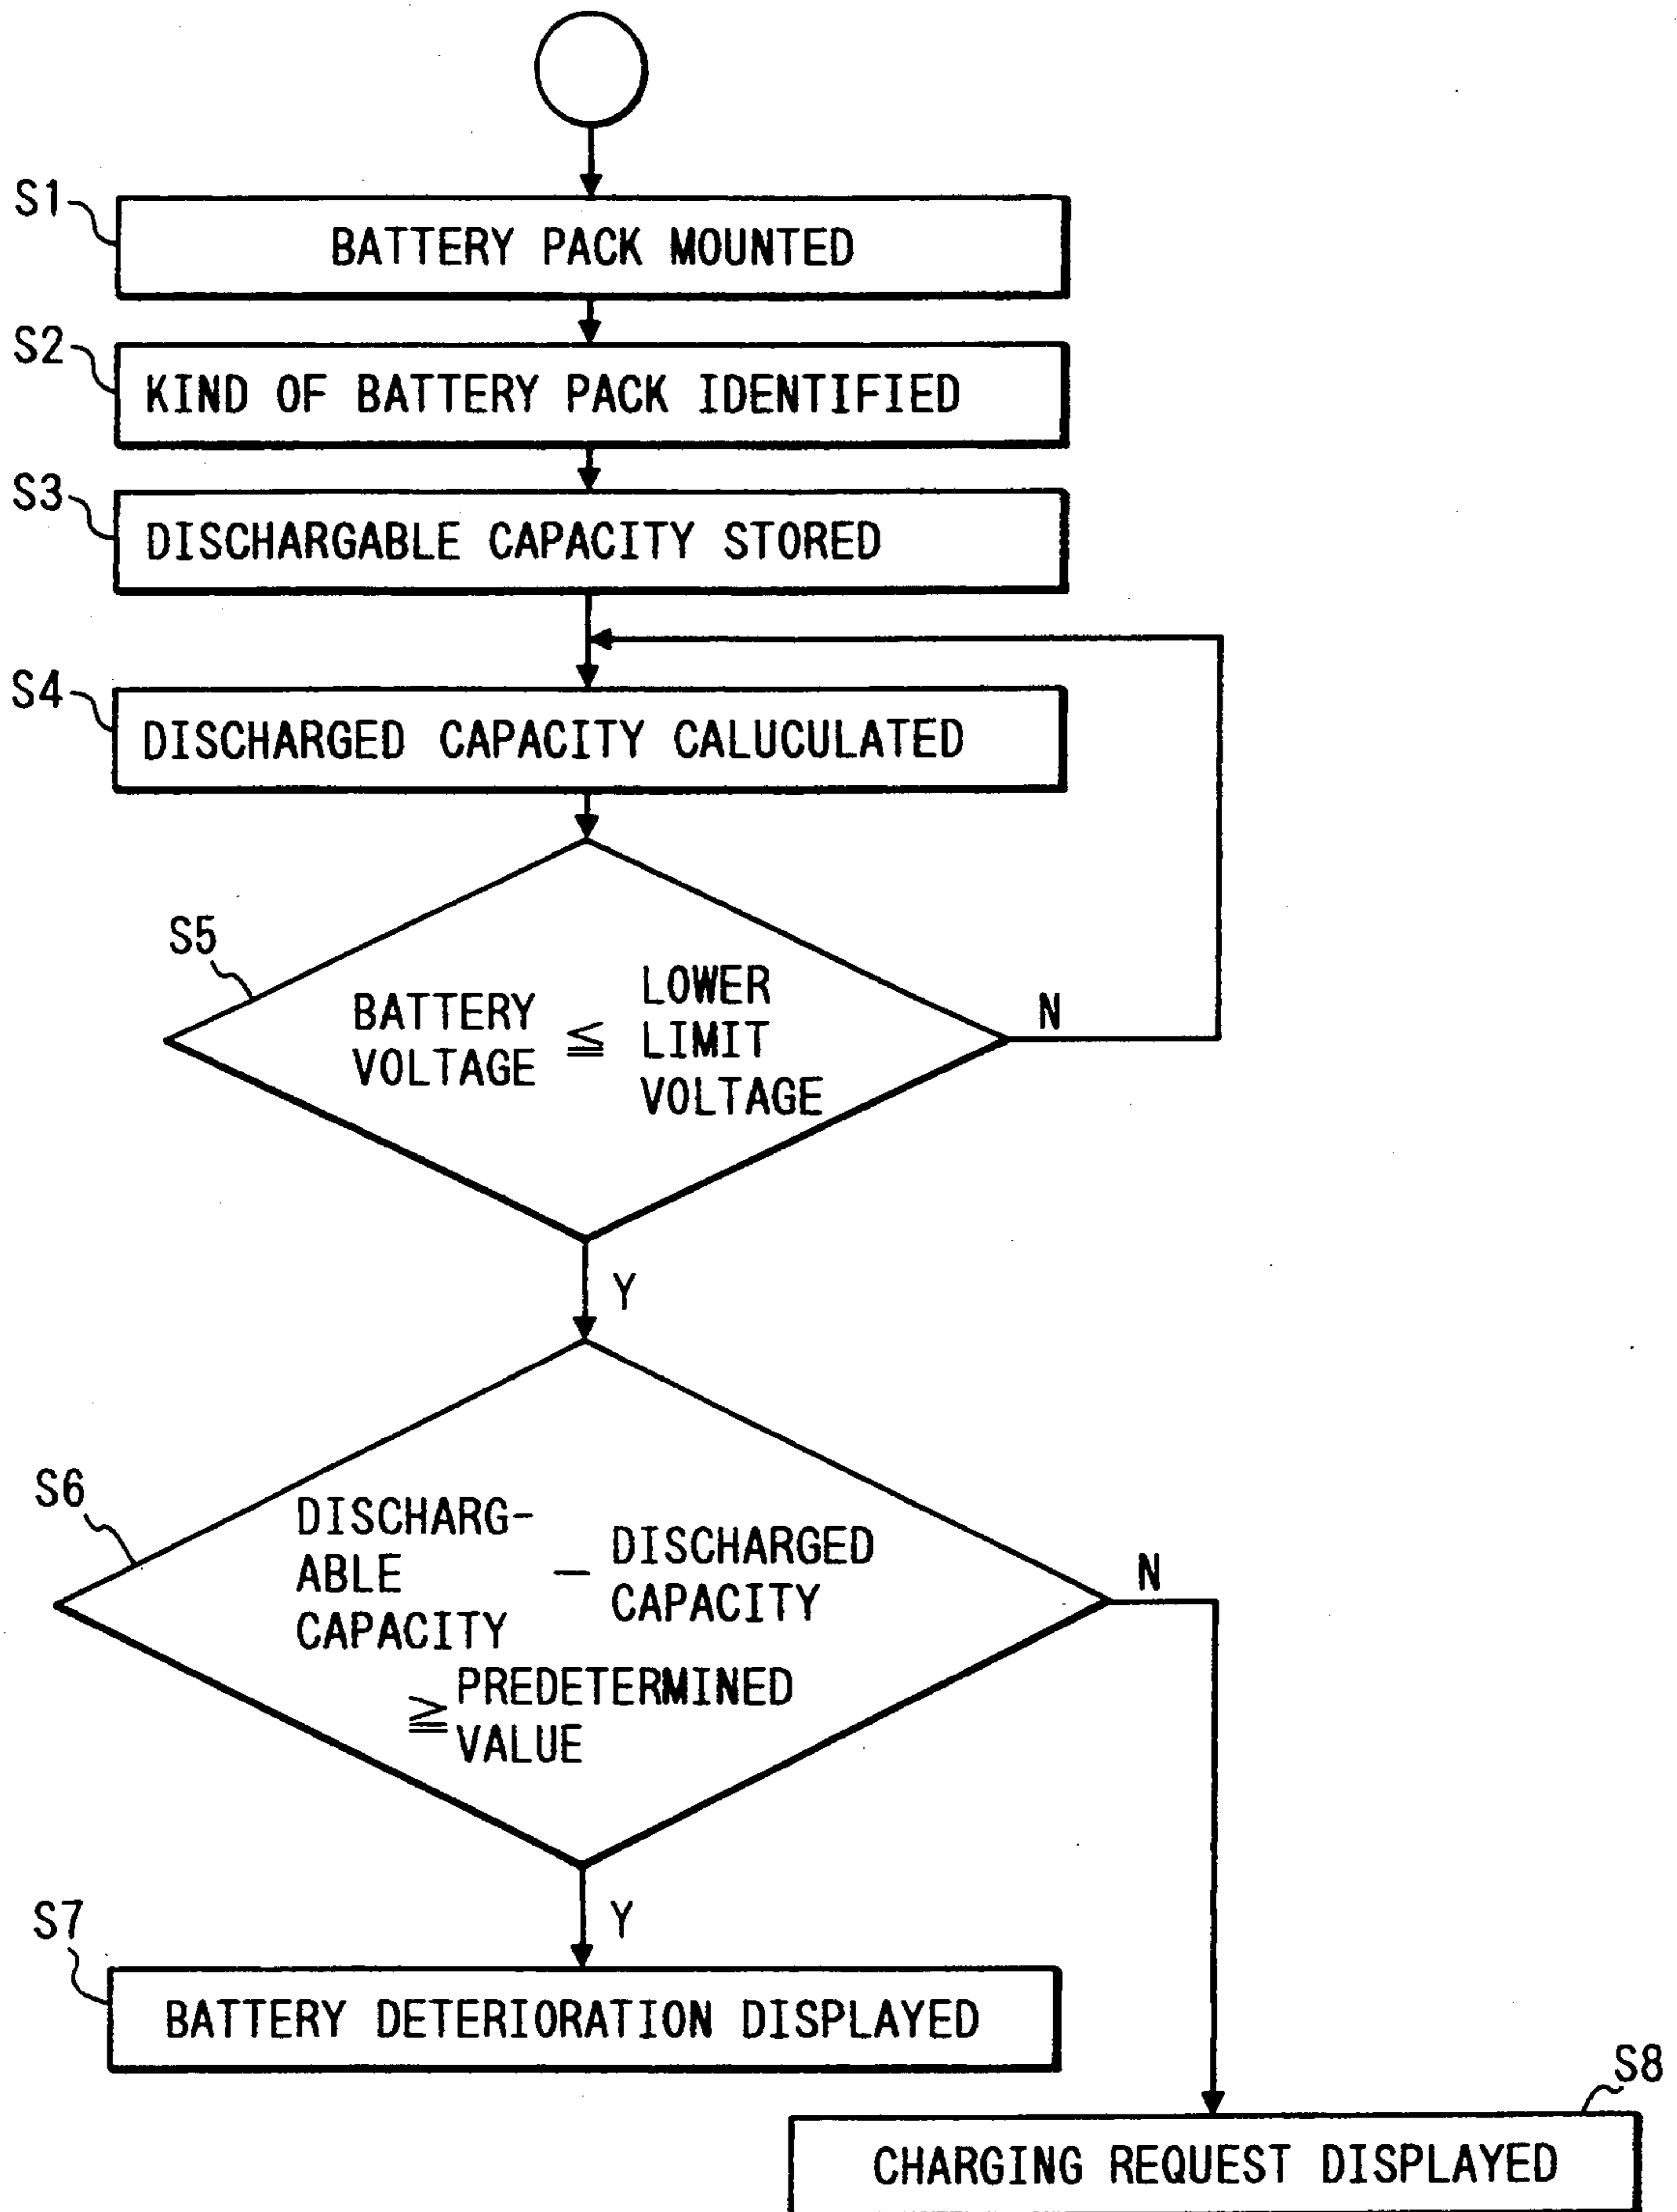 S1
BATTERY PACK MOUNTED
S2
KIND OF BATTERY PACK IDENTIFIED
S3
DISCHARGABLE CAPACITY STORED
S4
DISCHARGED CAPACITY CALUCULATED
S5
BATTERY
VOLTAGE
≦
LOWER
LIMIT
VOLTAGE
N
Y
S6
DISCHARG-
ABLE
CAPACITY
−
DISCHARGED
CAPACITY
≧
PREDETERMINED
VALUE
N
Y
S7
BATTERY DETERIORATION DISPLAYED
S8
CHARGING REQUEST DISPLAYED